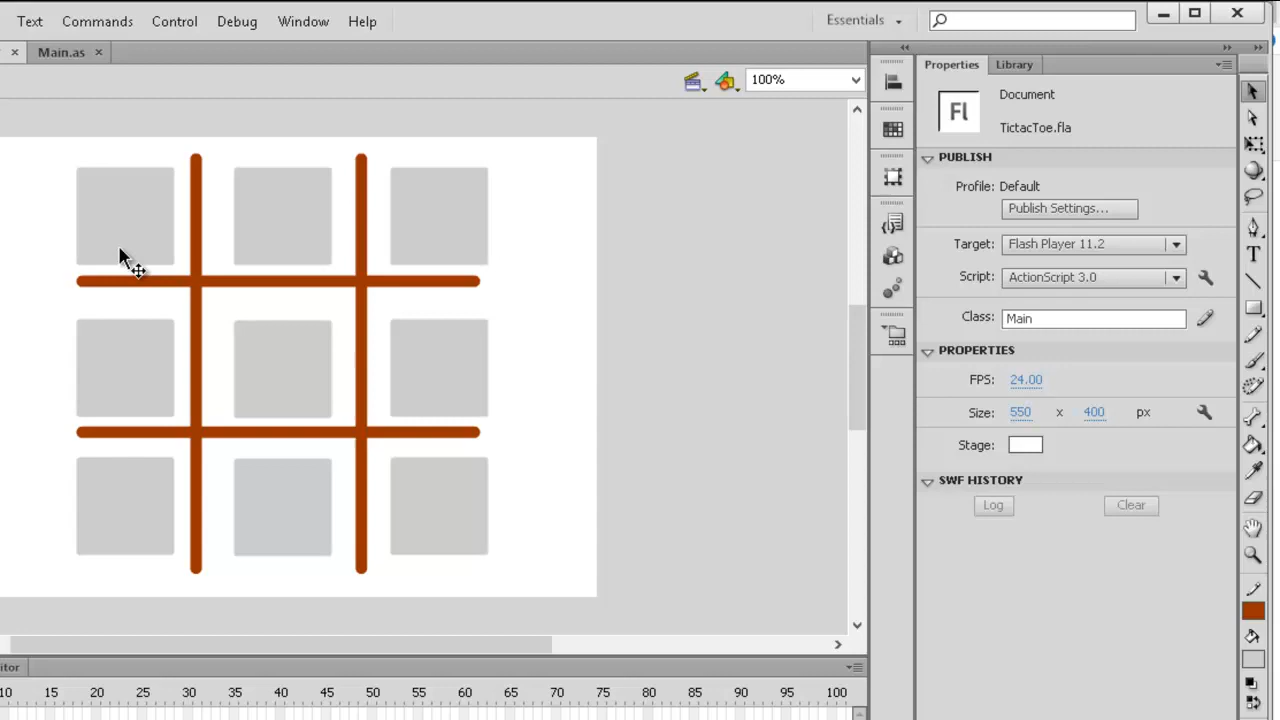 Text Commands Control Debug Window Help Essentials
Main.as
100%
Properties Library
Fl
Document
TictacToe.fla
PUBLISH
Profile: Default
Publish Settings...
Target: Flash Player 11.2
Script: ActionScript 3.0
Class: Main
PROPERTIES
FPS: 24.00
Size: 550 x 400 px
Stage:
SWF HISTORY
Log Clear
itor
10 15 20 25 30 35 40 45 50 55 60 65 70 75 80 85 90 95 100
T